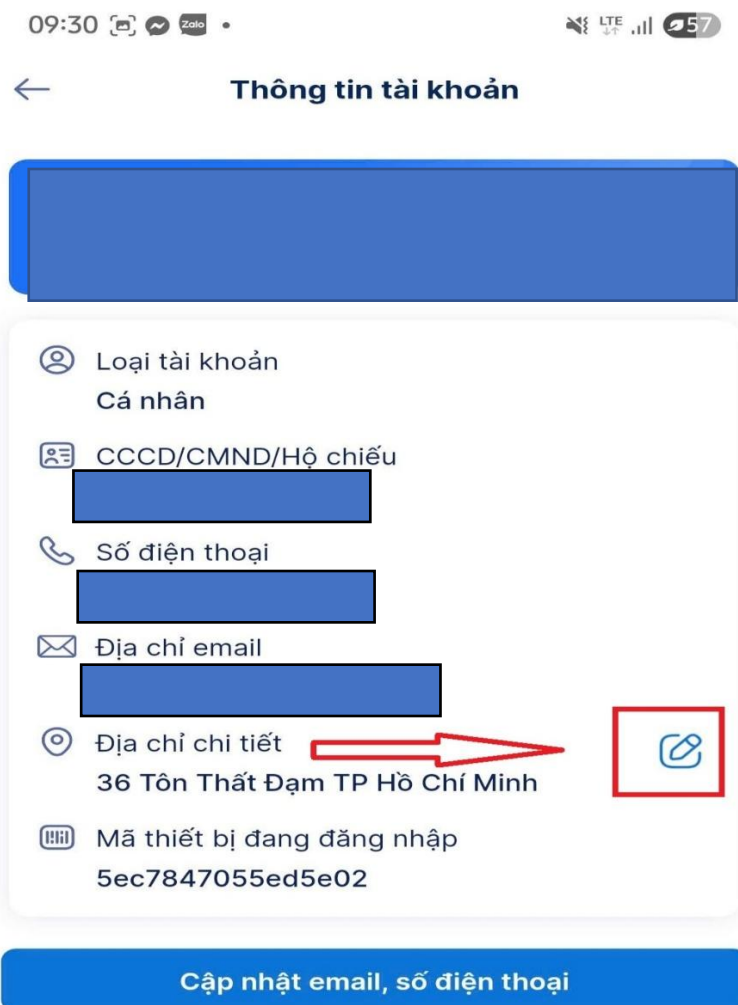 09:30 Zalo LTE 57
Thông tin tài khoản
Loại tài khoản
Cá nhân
CCCD/CMND/Hộ chiếu
Số điện thoại
Địa chỉ email
Địa chỉ chi tiết
36 Tôn Thất Đạm TP Hồ Chí Minh
Mã thiết bị đang đăng nhập
5ec7847055ed5e02
Cập nhật email, số điện thoại